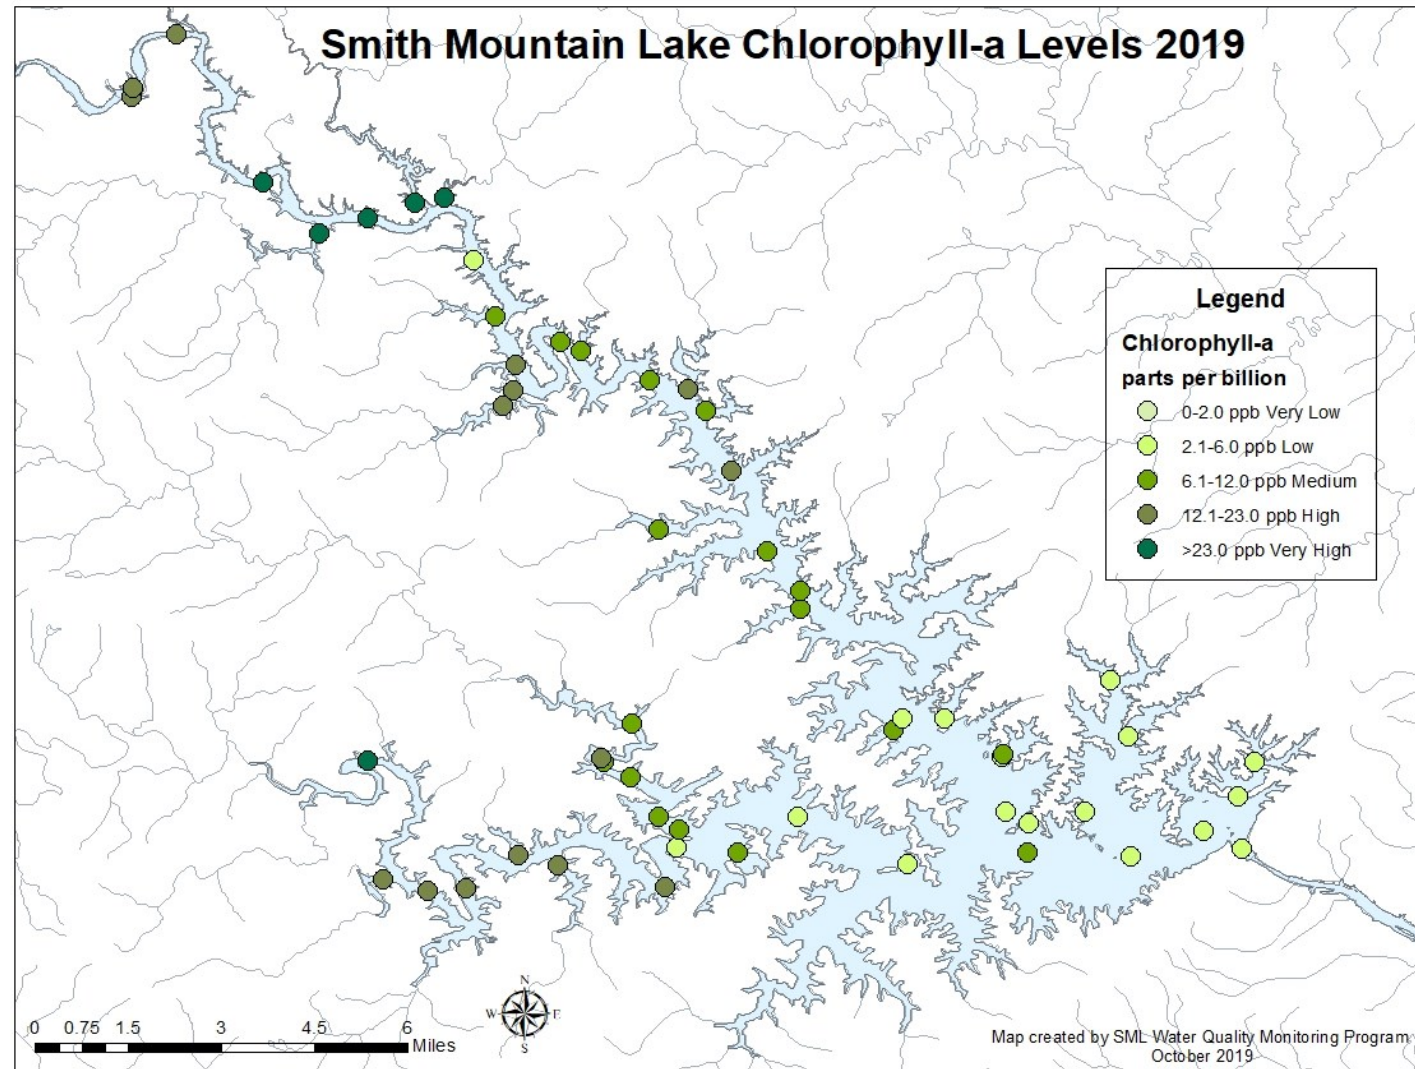 Smith Mountain Lake Chlorophyll-a Levels 2019
Legend
Chlorophyll-a
parts per billion
0-2.0 ppb Very Low
2.1-6.0 ppb Low
6.1-12.0 ppb Medium
12.1-23.0 ppb High
>23.0 ppb Very High
N
W E
S
0 0.75 1.5 3 4.5 6
Miles
Map created by SML Water Quality Monitoring Program
October 2019